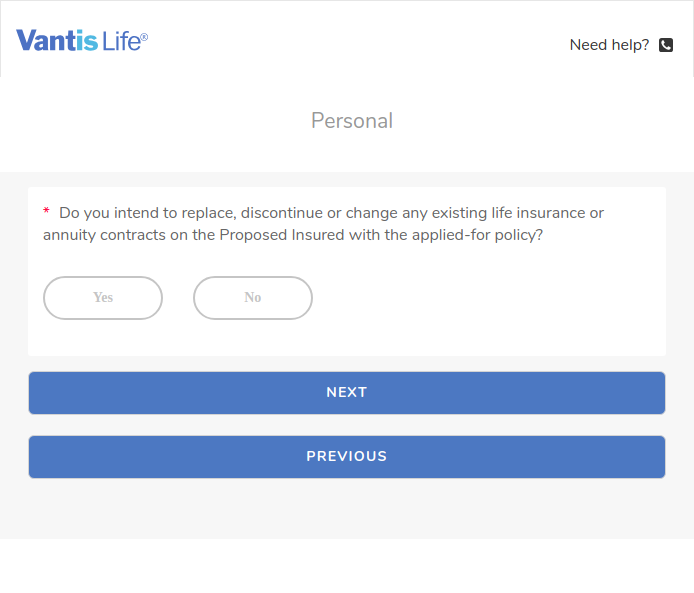 Vantis Life®
Need help?
Personal
* Do you intend to replace, discontinue or change any existing life insurance or
annuity contracts on the Proposed Insured with the applied-for policy?
Yes No
NEXT
PREVIOUS